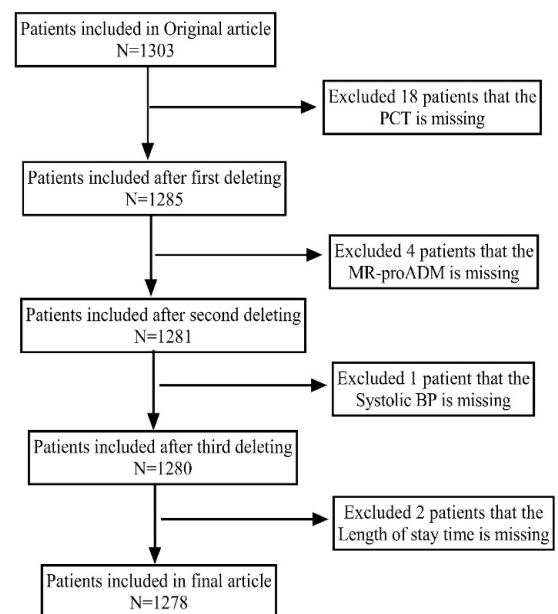 Patients included in Original article
N=1303
Excluded 18 patients that the
PCT is missing
Patients included after first deleting
N=1285
Excluded 4 patients that the
MR-proADM is missing
Patients included after second deleting
N=1281
Excluded 1 patient that the
Systolic BP is missing
Patients included after third deleting
N=1280
Excluded 2 patients that the
Length of stay time is missing
Patients included in final article
N=1278